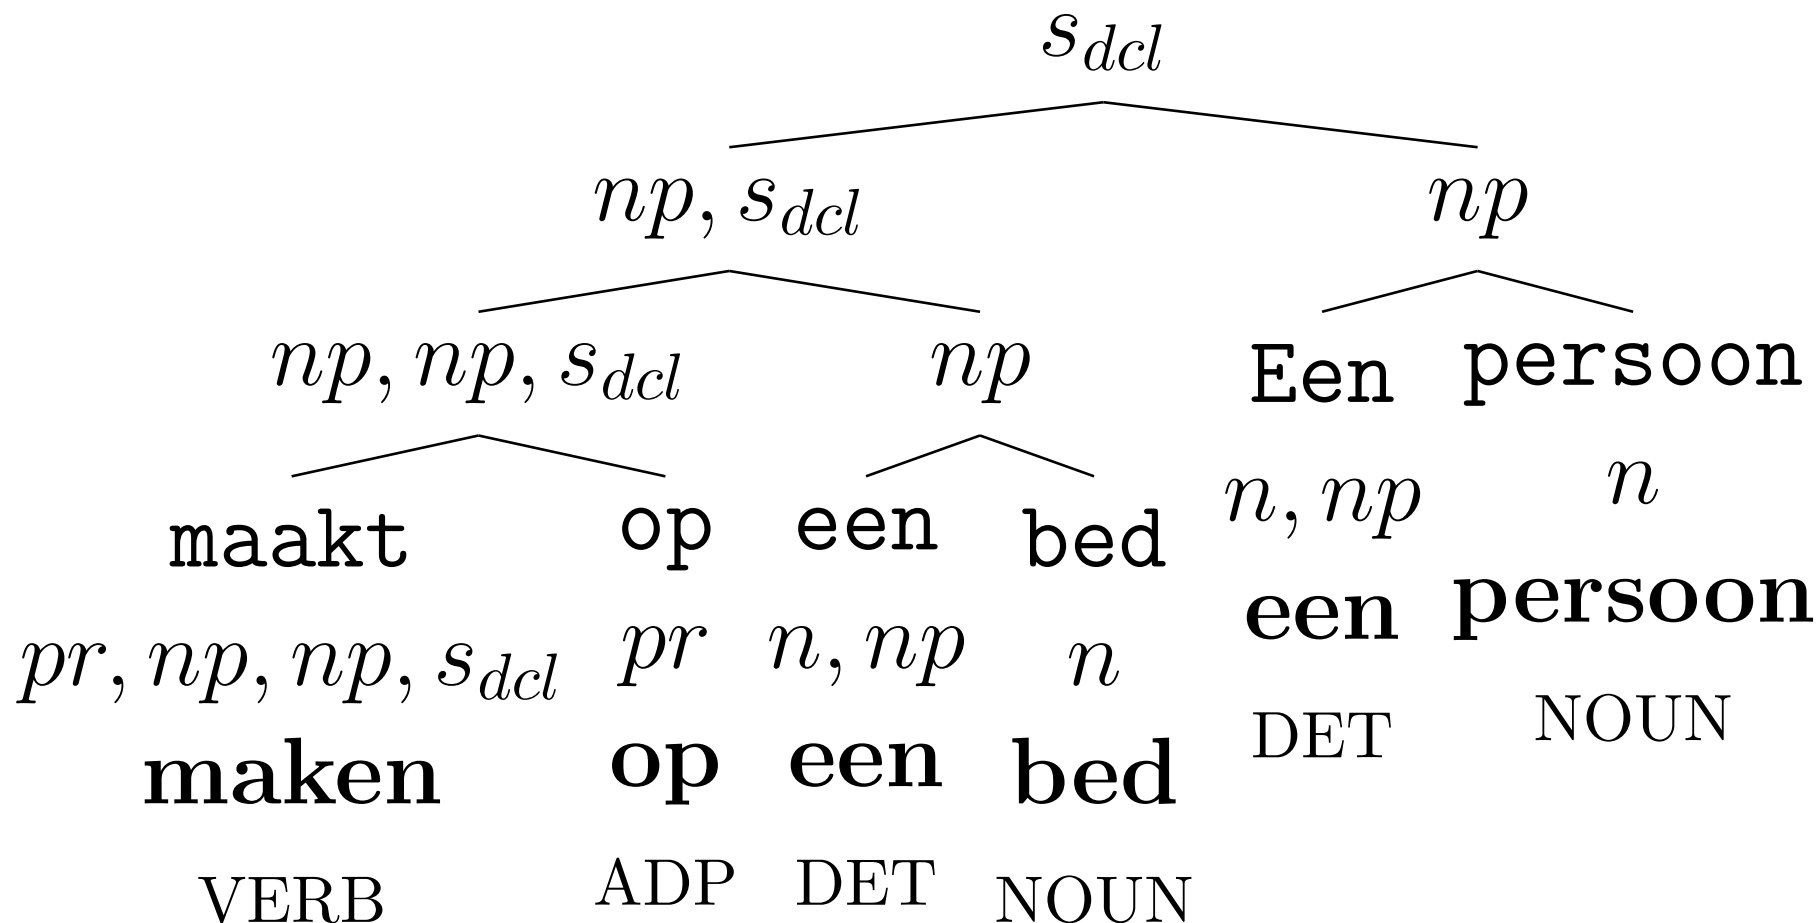 s_dcl
np, s_dcl np
np, np, s_dcl np Een persoon
maakt op een bed n, np n
pr, np, np, s_dcl pr n, np n een persoon
maken op een bed DET NOUN
VERB ADP DET NOUN